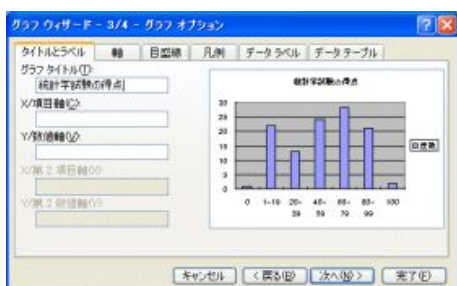 グラフ ウィザード - 3/4 - グラフ オプション
タイトルとラベル 軸 目盛線 凡例 データ ラベル データ テーブル
グラフ タイトル(T):
統計学試験の得点
X/項目軸(C):
Y/数値軸(V):
X/第 2 項目軸(X):
Y/第 2 数値軸(Y):
統計学試験の得点
30
25
20
15
10
5
0
0 1-19 20-39 40-59 60-79 80-99 100
度数
キャンセル < 戻る(B) 次へ(N) > 完了(F)